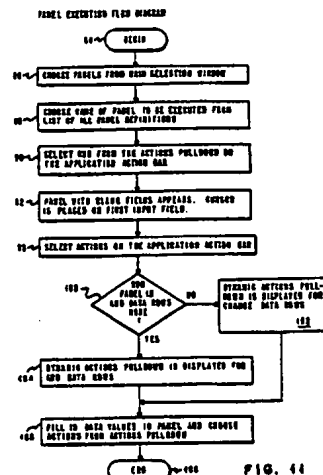 PANEL EXECUTION FLOW DIAGRAM
BEGIN
CHOOSE PANELS FROM MAIN SELECTION WINDOW
CHOOSE NAME OF PANEL TO BE EXECUTED FROM
LIST OF PANEL DEFINITIONS
SELECT RUN FROM THE ACTIONS PULLDOWN ON
THE APPLICATION ACTION BAR
PANEL WITH BLANK FIELDS APPEARS. CURSOR
IS PLACED ON FIRST INPUT FIELD.
SELECT ACTIONS ON THE APPLICATION ACTION BAR
PANEL IN
ADD DATA ROWS
MODE
?
NO
YES
DYNAMIC ACTIONS PULL-
DOWN IS DISPLAYED FOR
CHANGE DATA ROWS
DYNAMIC ACTIONS PULLDOWN IS DISPLAYED FOR
ADD DATA ROWS
FILL IN DATA VALUES IN PANEL AND CHOOSE
ACTIONS FROM ACTIONS PULLDOWN
END
FIG. 11